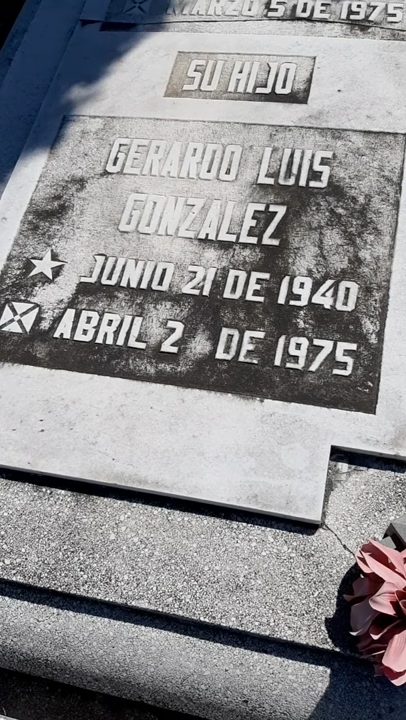 MARZO 5 DE 1975
SU HIJO
GERARDO LUIS
GONZALEZ
JUNIO 21 DE 1940
ABRIL 2 DE 1975